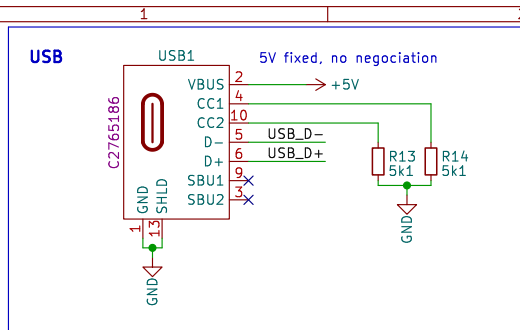 1
USB
USB1
5V fixed, no negociation
C2765186
VBUS 2 +5V
CC1 4
CC2 10
D- 5 USB_D-
D+ 6 USB_D+
SBU1 9
SBU2 3
R13 5k1
R14 5k1
GND
SHLD
1
13
GND
GND